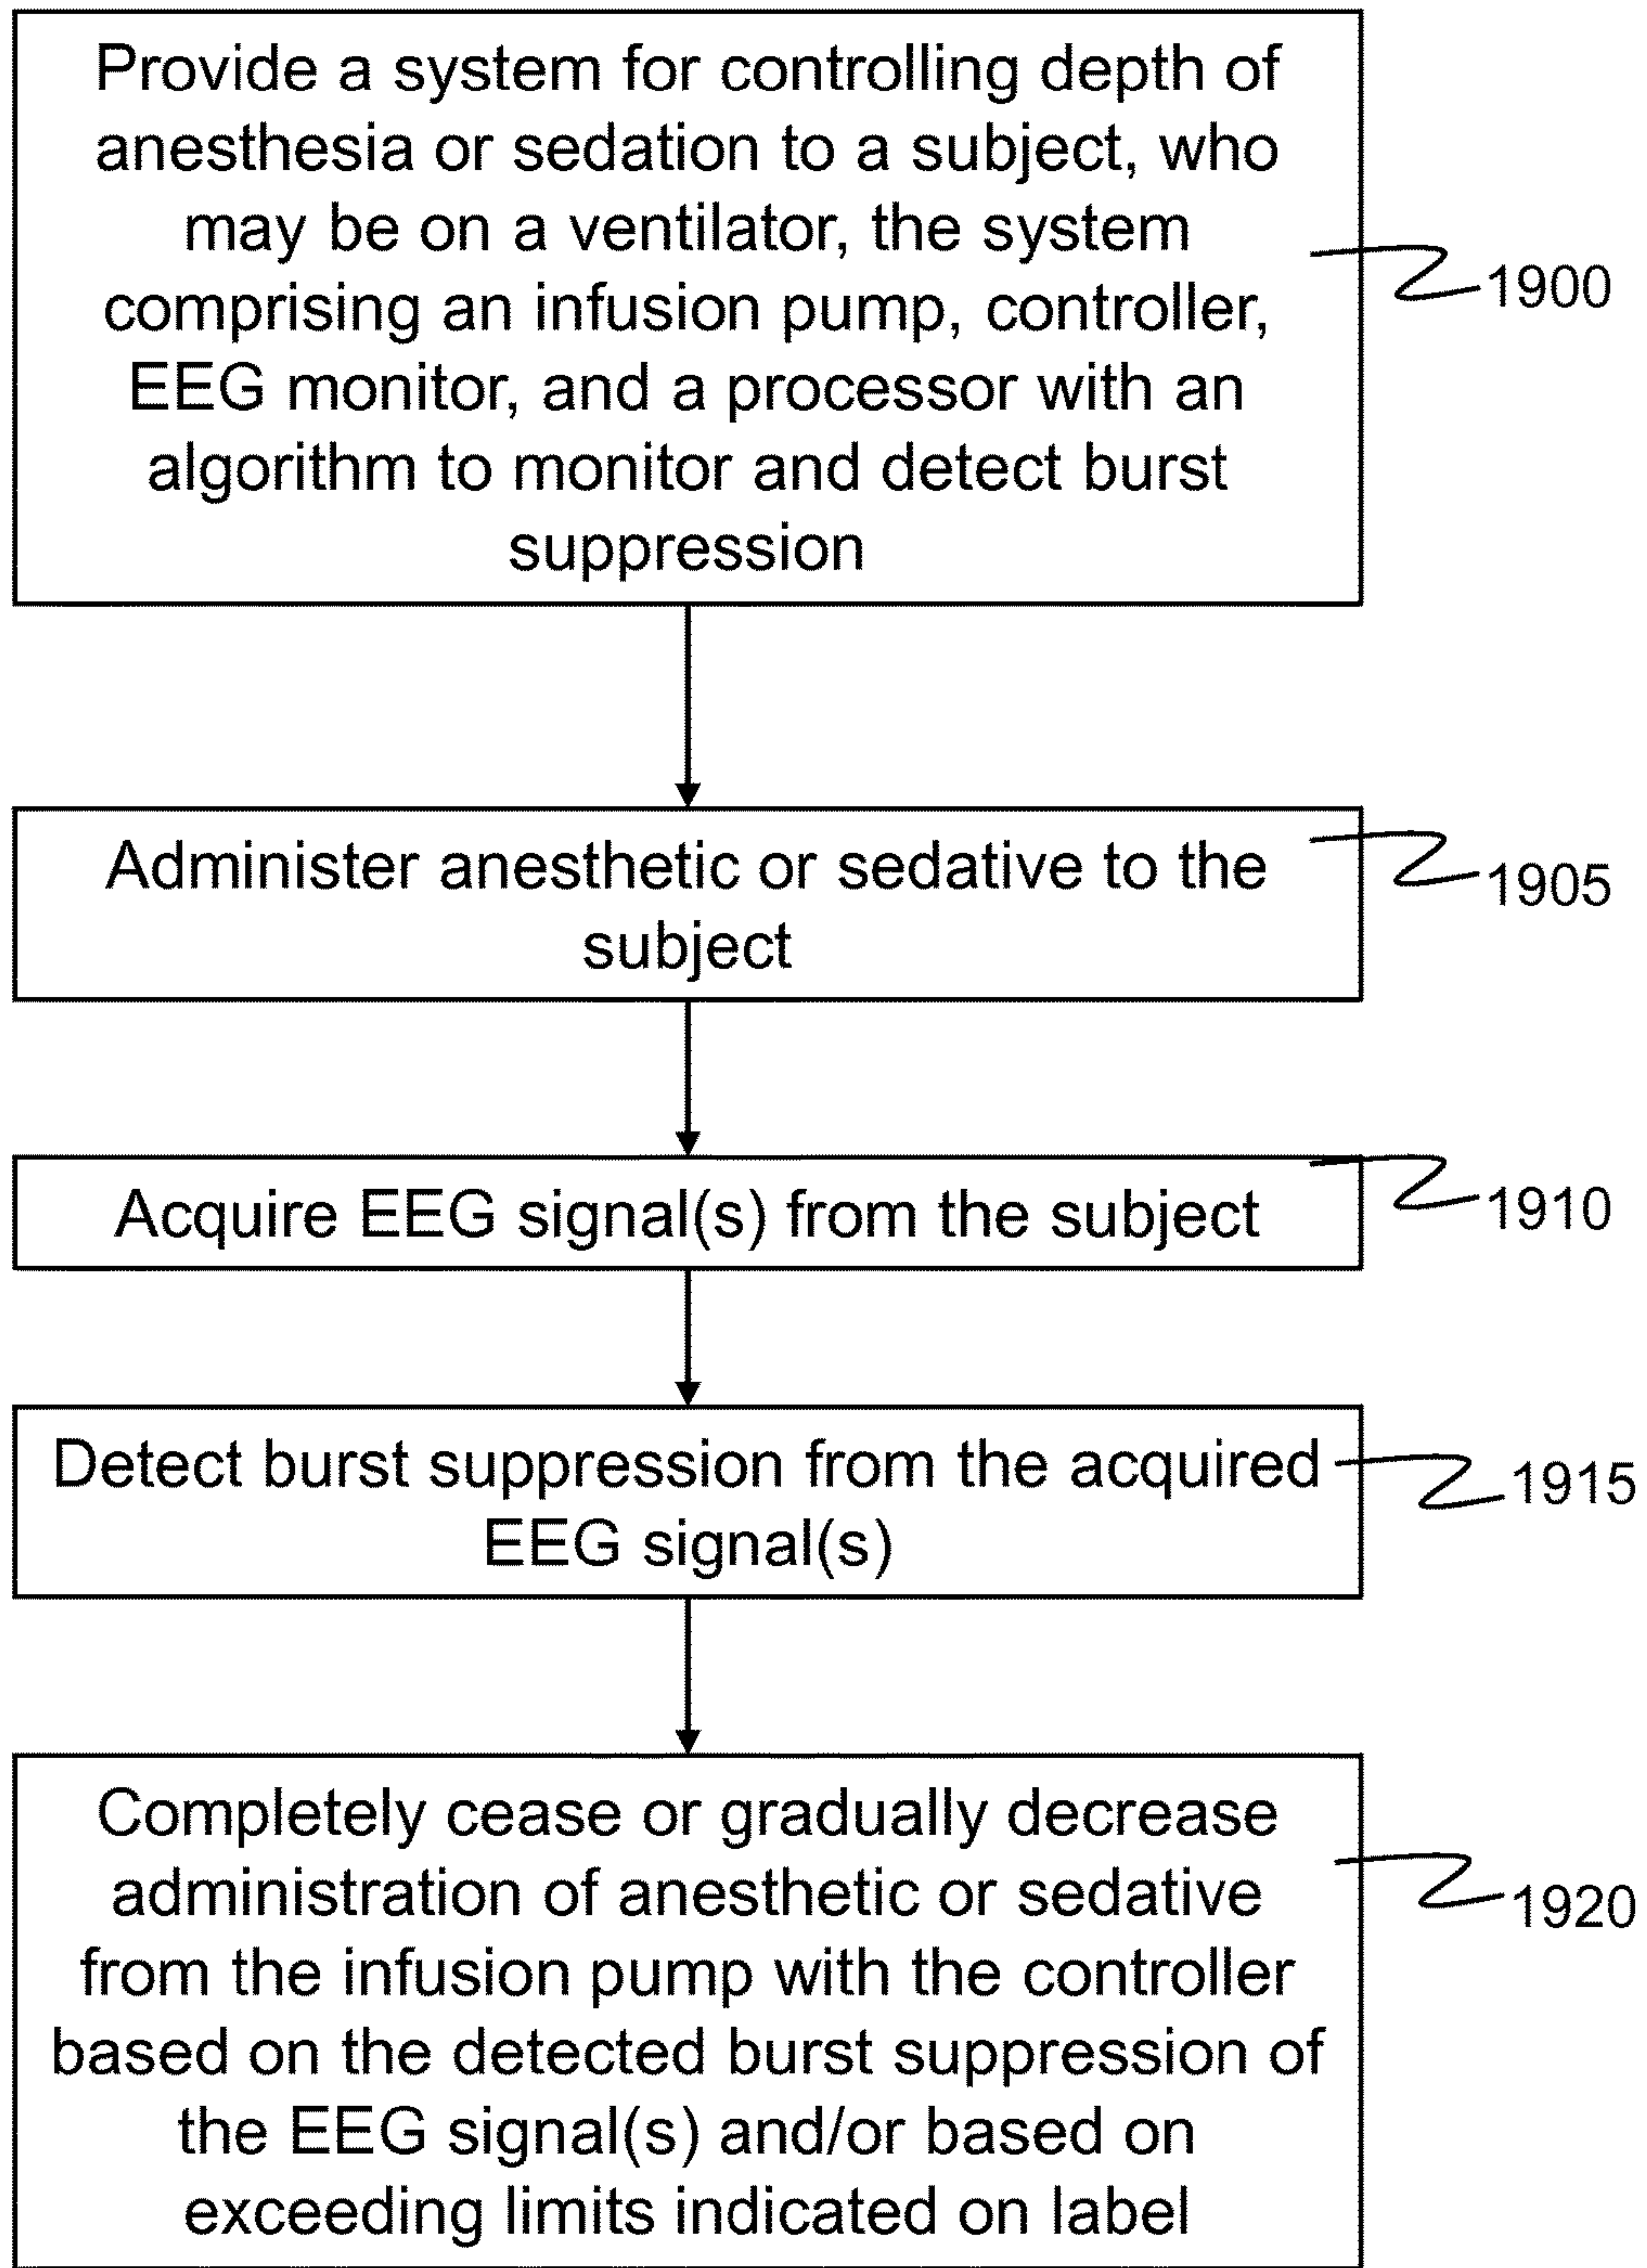 Provide a system for controlling depth of
anesthesia or sedation to a subject, who
may be on a ventilator, the system
comprising an infusion pump, controller,
EEG monitor, and a processor with an
algorithm to monitor and detect burst
suppression
1900
Administer anesthetic or sedative to the
subject
1905
Acquire EEG signal(s) from the subject
1910
Detect burst suppression from the acquired
EEG signal(s)
1915
Completely cease or gradually decrease
administration of anesthetic or sedative
from the infusion pump with the controller
based on the detected burst suppression of
the EEG signal(s) and/or based on
exceeding limits indicated on label
1920